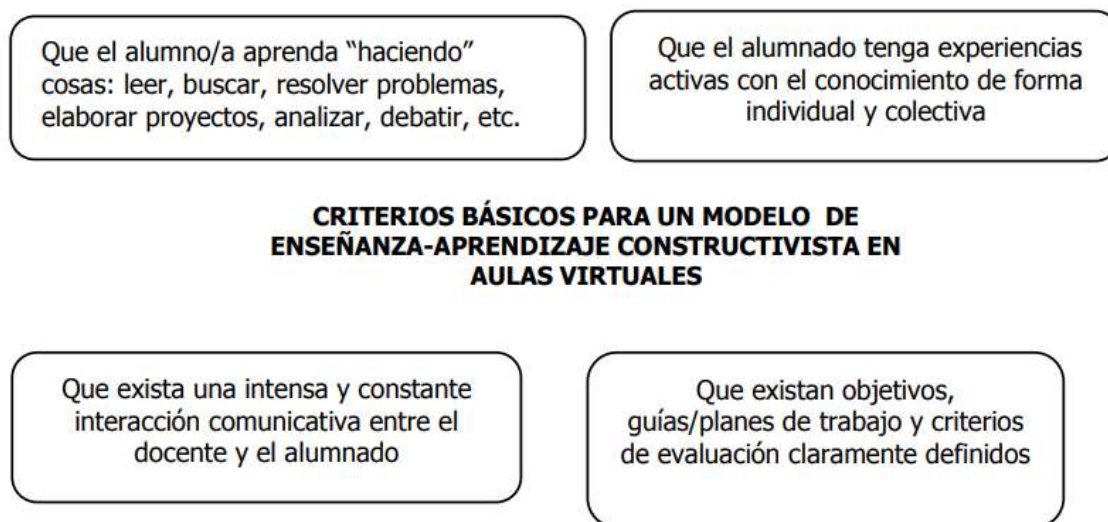 Que el alumno/a aprenda “haciendo”
cosas: leer, buscar, resolver problemas,
elaborar proyectos, analizar, debatir, etc.
Que el alumnado tenga experiencias
activas con el conocimiento de forma
individual y colectiva
CRITERIOS BÁSICOS PARA UN MODELO DE
ENSEÑANZA-APRENDIZAJE CONSTRUCTIVISTA EN
AULAS VIRTUALES
Que exista una intensa y constante
interacción comunicativa entre el
docente y el alumnado
Que existan objetivos,
guías/planes de trabajo y criterios
de evaluación claramente definidos